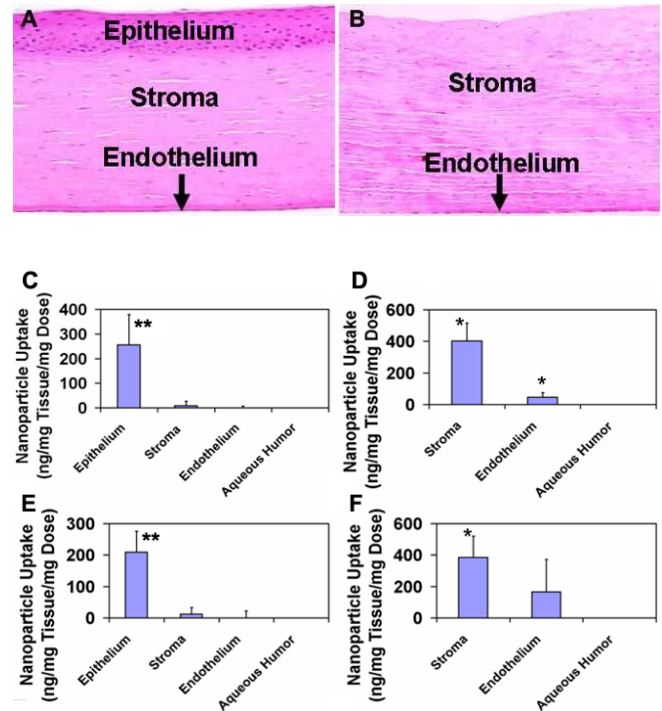 A
Epithelium
Stroma
Endothelium
B
Stroma
Endothelium
C
Nanoparticle Uptake
(ng/mg Tissue/mg Dose)
400
300
200
100
0
**
Epithelium
Stroma
Endothelium
Aqueous Humor
D
Nanoparticle Uptake
(ng/mg Tissue/mg Dose)
600
400
200
0
*
*
Stroma
Endothelium
Aqueous Humor
E
Nanoparticle Uptake
(ng/mg Tissue/mg Dose)
300
200
100
0
**
Epithelium
Stroma
Endothelium
Aqueous Humor
F
Nanoparticle Uptake
(ng/mg Tissue/mg Dose)
600
400
200
0
*
Stroma
Endothelium
Aqueous Humor